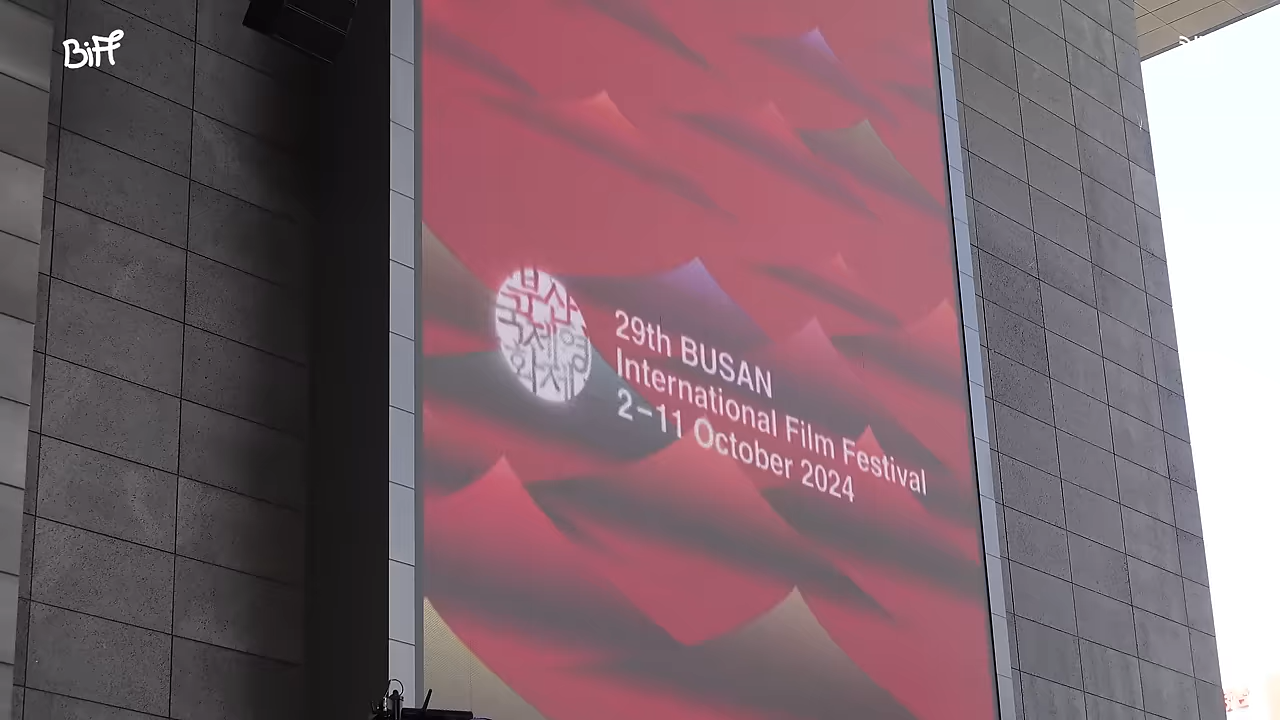 BiFF
부산
국제영
화제
29th BUSAN
International Film Festival
2–11 October 2024